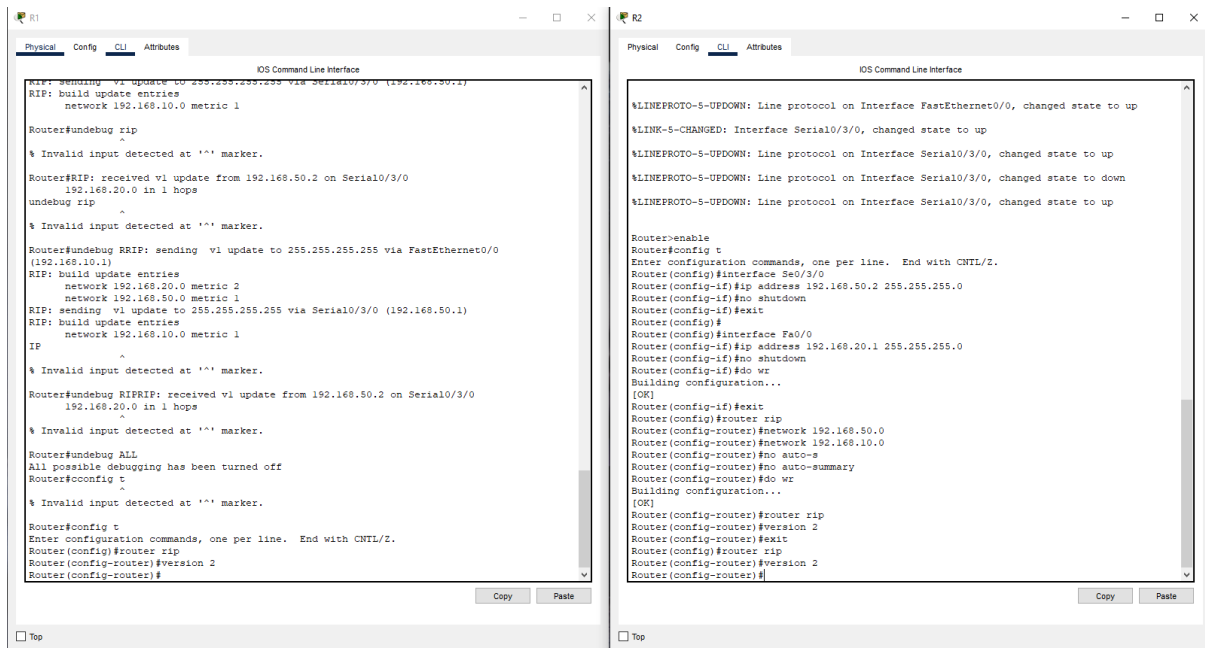 R1
Physical Config CLI Attributes
IOS Command Line Interface
RIP: sending v1 update to 255.255.255.255 via Serial0/3/0 (192.168.50.1)
RIP: build update entries
network 192.168.10.0 metric 1
Router#undebug rip
^
% Invalid input detected at '^' marker.
Router#RIP: received v1 update from 192.168.50.2 on Serial0/3/0
192.168.20.0 in 1 hops
undebug rip
^
% Invalid input detected at '^' marker.
Router#undebug RRIP: sending v1 update to 255.255.255.255 via FastEthernet0/0
(192.168.10.1)
RIP: build update entries
network 192.168.20.0 metric 2
network 192.168.50.0 metric 1
RIP: sending v1 update to 255.255.255.255 via Serial0/3/0 (192.168.50.1)
RIP: build update entries
network 192.168.10.0 metric 1
IP
^
% Invalid input detected at '^' marker.
Router#undebug RIPRIP: received v1 update from 192.168.50.2 on Serial0/3/0
192.168.20.0 in 1 hops
^
% Invalid input detected at '^' marker.
Router#undebug ALL
All possible debugging has been turned off
Router#cconfig t
^
% Invalid input detected at '^' marker.
Router#config t
Enter configuration commands, one per line. End with CNTL/Z.
Router(config)#router rip
Router(config-router)#version 2
Router(config-router)#
Copy Paste
Top
R2
Physical Config CLI Attributes
IOS Command Line Interface
%LINEPROTO-5-UPDOWN: Line protocol on Interface FastEthernet0/0, changed state to up
%LINK-5-CHANGED: Interface Serial0/3/0, changed state to up
%LINEPROTO-5-UPDOWN: Line protocol on Interface Serial0/3/0, changed state to up
%LINEPROTO-5-UPDOWN: Line protocol on Interface Serial0/3/0, changed state to down
%LINEPROTO-5-UPDOWN: Line protocol on Interface Serial0/3/0, changed state to up
Router>enable
Router#config t
Enter configuration commands, one per line. End with CNTL/Z.
Router(config)#interface Se0/3/0
Router(config-if)#ip address 192.168.50.2 255.255.255.0
Router(config-if)#no shutdown
Router(config-if)#exit
Router(config)#
Router(config)#interface Fa0/0
Router(config-if)#ip address 192.168.20.1 255.255.255.0
Router(config-if)#no shutdown
Router(config-if)#do wr
Building configuration...
[OK]
Router(config-if)#exit
Router(config)#router rip
Router(config-router)#network 192.168.50.0
Router(config-router)#network 192.168.10.0
Router(config-router)#no auto-s
Router(config-router)#no auto-summary
Router(config-router)#do wr
Building configuration...
[OK]
Router(config-router)#router rip
Router(config-router)#version 2
Router(config-router)#exit
Router(config)#router rip
Router(config-router)#version 2
Router(config-router)#
Copy Paste
Top